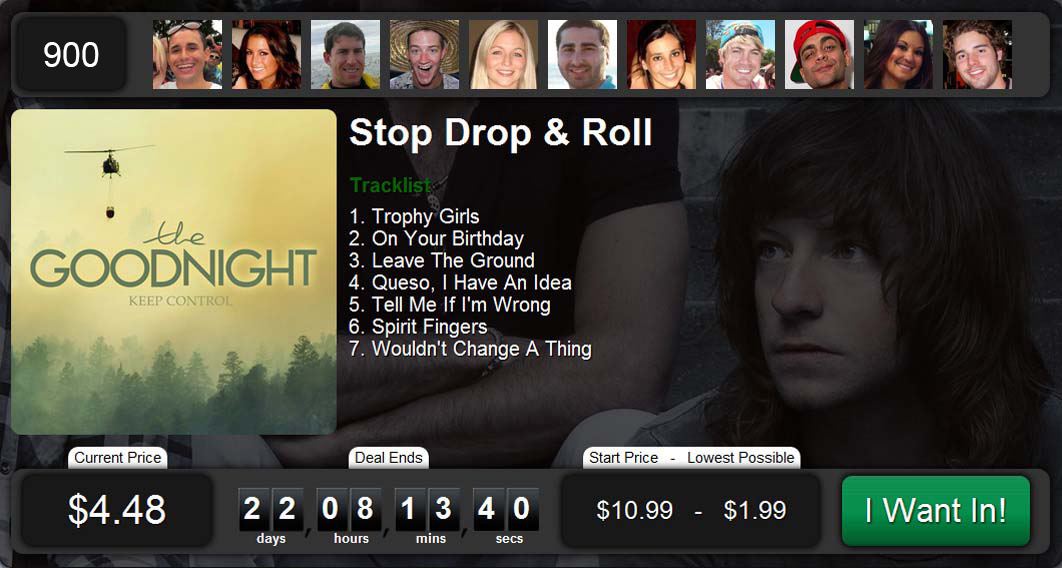 900
Stop Drop & Roll
Tracklist
1. Trophy Girls
2. On Your Birthday
3. Leave The Ground
4. Queso, I Have An Idea
5. Tell Me If I'm Wrong
6. Spirit Fingers
7. Wouldn't Change A Thing
the
GOODNIGHT
KEEP CONTROL
Current Price
Deal Ends
Start Price - Lowest Possible
$4.48
22, 08, 13, 40
days hours mins secs
$10.99 - $1.99
I Want In!